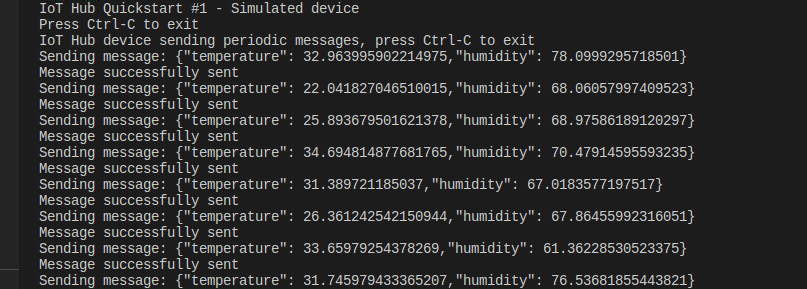 IoT Hub Quickstart #1 - Simulated device
Press Ctrl-C to exit
IoT Hub device sending periodic messages, press Ctrl-C to exit
Sending message: {"temperature": 32.963995902214975,"humidity": 78.0999295718501}
Message successfully sent
Sending message: {"temperature": 22.041827046510015,"humidity": 68.06057997409523}
Message successfully sent
Sending message: {"temperature": 25.893679501621378,"humidity": 68.97586189120297}
Message successfully sent
Sending message: {"temperature": 34.694814877681765,"humidity": 70.47914595593235}
Message successfully sent
Sending message: {"temperature": 31.389721185037,"humidity": 67.0183577197517}
Message successfully sent
Sending message: {"temperature": 26.361242542150944,"humidity": 67.86455992316051}
Message successfully sent
Sending message: {"temperature": 33.65979254378269,"humidity": 61.36228530523375}
Message successfully sent
Sending message: {"temperature": 31.745979433365207,"humidity": 76.53681855443821}